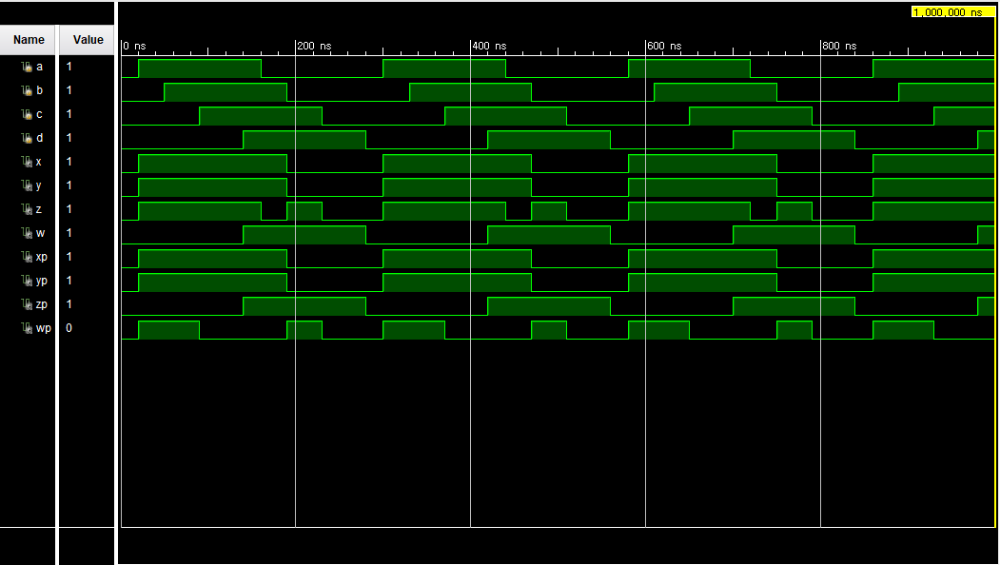 1,000,000 ns
Name Value
0 ns 200 ns 400 ns 600 ns 800 ns
a 1
b 1
c 1
d 1
x 1
y 1
z 1
w 1
xp 1
yp 1
zp 1
wp 0